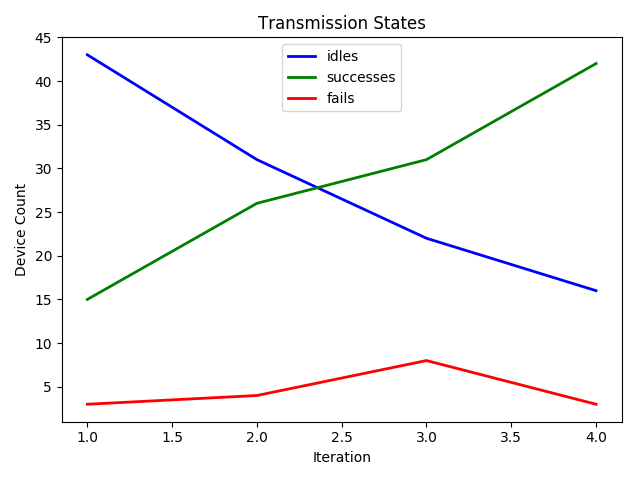 Transmission States
idles
successes
fails
Device Count
45
40
35
30
25
20
15
10
5
1.0 1.5 2.0 2.5 3.0 3.5 4.0
Iteration